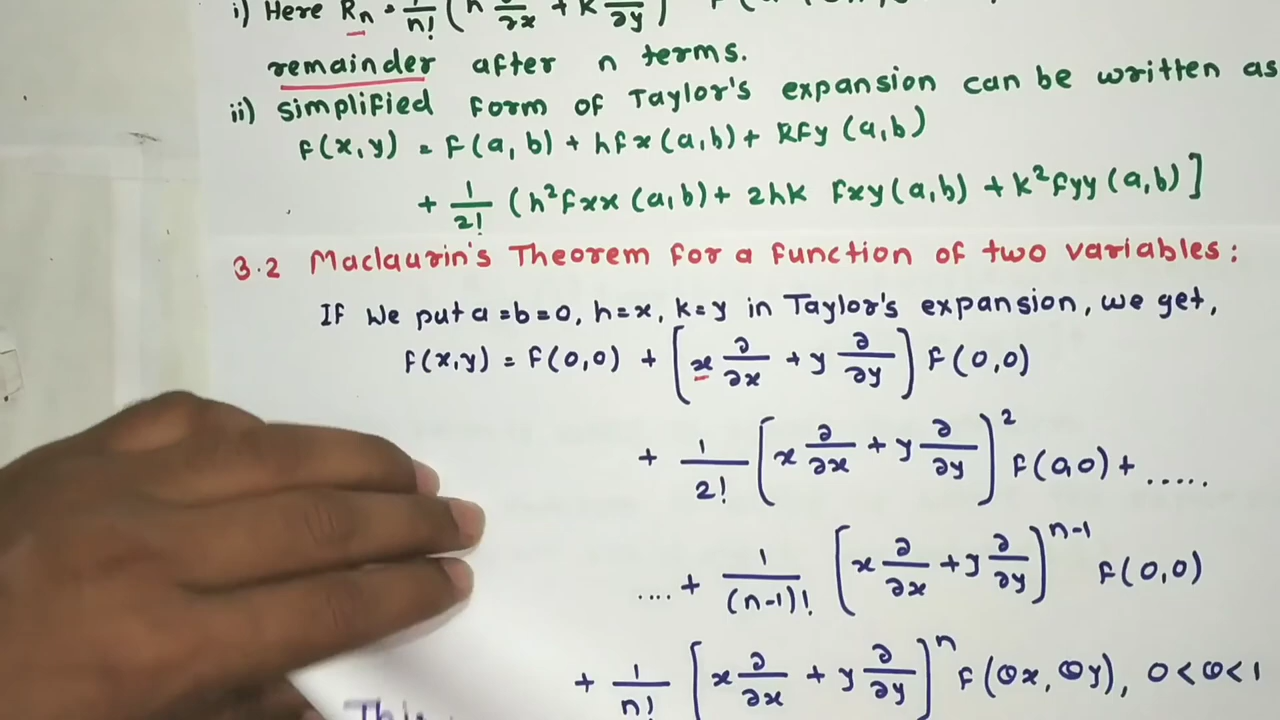 i) Here Rn = 1/n! (h ∂/∂x + k ∂/∂y)
remainder after n terms.
ii) simplified form of Taylor's expansion can be written as
f(x,y) = f(a,b) + hfx(a,b) + kfy(a,b)
+ 1/2! (h²fxx(a,b) + 2hk fxy(a,b) + k²fyy(a,b)]
3.2 Maclaurin's Theorem for a function of two variables:
If we put a=b=0, h=x, k=y in Taylor's expansion, we get,
f(x,y) = f(0,0) + [x ∂/∂x + y ∂/∂y] f(0,0)
+ 1/2! [x ∂/∂x + y ∂/∂y]² f(0,0) + .....
.... + 1/(n-1)! [x ∂/∂x + y ∂/∂y]ⁿ⁻¹ f(0,0)
+ 1/n! [x ∂/∂x + y ∂/∂y]ⁿ f(θx, θy), 0<θ<1